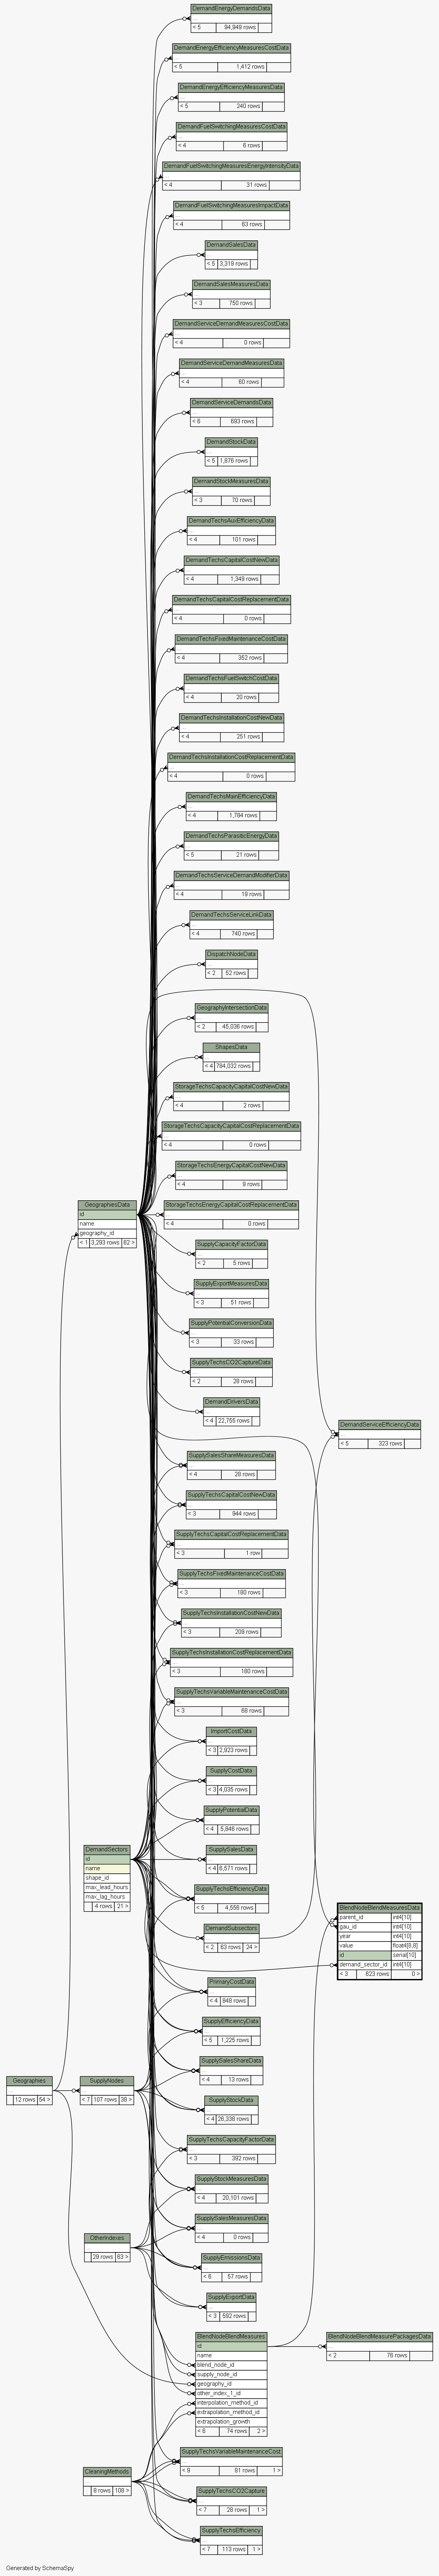 DemandEnergyDemandsData
...
< 5 94,949 rows
DemandEnergyEfficiencyMeasuresCostData
...
< 5 1,412 rows
DemandEnergyEfficiencyMeasuresData
...
< 5 240 rows
DemandFuelSwitchingMeasuresCostData
...
< 4 6 rows
DemandFuelSwitchingMeasuresEnergyIntensityData
...
< 4 31 rows
DemandFuelSwitchingMeasuresImpactData
...
< 4 63 rows
DemandSalesData
...
< 5 3,319 rows
DemandSalesMeasuresData
...
< 3 750 rows
DemandServiceDemandMeasuresCostData
...
< 4 0 rows
DemandServiceDemandMeasuresData
...
< 4 60 rows
DemandServiceDemandsData
...
< 6 693 rows
DemandStockData
...
< 5 1,876 rows
DemandStockMeasuresData
...
< 3 70 rows
DemandTechsAuxEfficiencyData
...
< 4 101 rows
DemandTechsCapitalCostNewData
...
< 4 1,349 rows
DemandTechsCapitalCostReplacementData
...
< 4 0 rows
DemandTechsFixedMaintenanceCostData
...
< 4 352 rows
DemandTechsFuelSwitchCostData
...
< 4 20 rows
DemandTechsInstallationCostNewData
...
< 4 251 rows
DemandTechsInstallationCostReplacementData
...
< 4 0 rows
DemandTechsMainEfficiencyData
...
< 4 1,784 rows
DemandTechsParasiticEnergyData
...
< 5 21 rows
DemandTechsServiceDemandModifierData
...
< 4 19 rows
DemandTechsServiceLinkData
...
< 4 740 rows
DispatchNodeData
...
< 2 52 rows
GeographyIntersectionData
...
< 2 45,036 rows
ShapesData
...
< 4 784,032 rows
StorageTechsCapacityCapitalCostNewData
...
< 4 2 rows
StorageTechsCapacityCapitalCostReplacementData
...
< 4 0 rows
StorageTechsEnergyCapitalCostNewData
...
< 4 9 rows
StorageTechsEnergyCapitalCostReplacementData
...
< 4 0 rows
GeographiesData
id
name
geography_id
< 1 3,293 rows 62 >
SupplyCapacityFactorData
...
< 2 5 rows
SupplyExportMeasuresData
...
< 3 51 rows
SupplyPotentialConversionData
...
< 3 33 rows
SupplyTechsCO2CaptureData
...
< 2 28 rows
DemandDriversData
...
< 4 22,755 rows
DemandServiceEfficiencyData
...
< 5 323 rows
SupplySalesShareMeasuresData
...
< 4 28 rows
SupplyTechsCapitalCostNewData
...
< 3 944 rows
SupplyTechsCapitalCostReplacementData
...
< 3 1 row
SupplyTechsFixedMaintenanceCostData
...
< 3 180 rows
SupplyTechsInstallationCostNewData
...
< 3 209 rows
SupplyTechsInstallationCostReplacementData
...
< 3 180 rows
SupplyTechsVariableMaintenanceCostData
...
< 3 88 rows
ImportCostData
...
< 3 2,923 rows
SupplyCostData
...
< 3 4,035 rows
SupplyPotentialData
...
< 4 5,846 rows
DemandSectors
id
name
shape_id
max_lead_hours
max_lag_hours
4 rows 21 >
SupplySalesData
...
< 4 8,571 rows
SupplyTechsEfficiencyData
...
< 5 4,556 rows
BlendNodeBlendMeasuresData
parent_id int4[10]
gau_id int4[10]
year int4[10]
value float4[8,8]
id serial[10]
demand_sector_id int4[10]
< 3 623 rows 0 >
DemandSubsectors
...
< 2 63 rows 24 >
PrimaryCostData
...
< 4 848 rows
SupplyEfficiencyData
...
< 5 1,225 rows
SupplySalesShareData
...
< 4 13 rows
Geographies
...
12 rows 54 >
SupplyNodes
...
< 7 107 rows 38 >
SupplyStockData
...
< 4 26,338 rows
SupplyTechsCapacityFactorData
...
< 3 392 rows
SupplyStockMeasuresData
...
< 4 20,101 rows
SupplySalesMeasuresData
...
< 4 0 rows
OtherIndexes
...
29 rows 63 >
SupplyEmissionsData
...
< 6 57 rows
SupplyExportData
...
< 3 592 rows
BlendNodeBlendMeasures
id
name
blend_node_id
supply_node_id
geography_id
other_index_1_id
interpolation_method_id
extrapolation_method_id
extrapolation_growth
< 6 74 rows 2 >
BlendNodeBlendMeasurePackagesData
...
< 2 76 rows
CleaningMethods
...
8 rows 108 >
SupplyTechsVariableMaintenanceCost
...
< 9 81 rows 1 >
SupplyTechsCO2Capture
...
< 7 28 rows 1 >
SupplyTechsEfficiency
...
< 7 113 rows 1 >
Generated by SchemaSpy